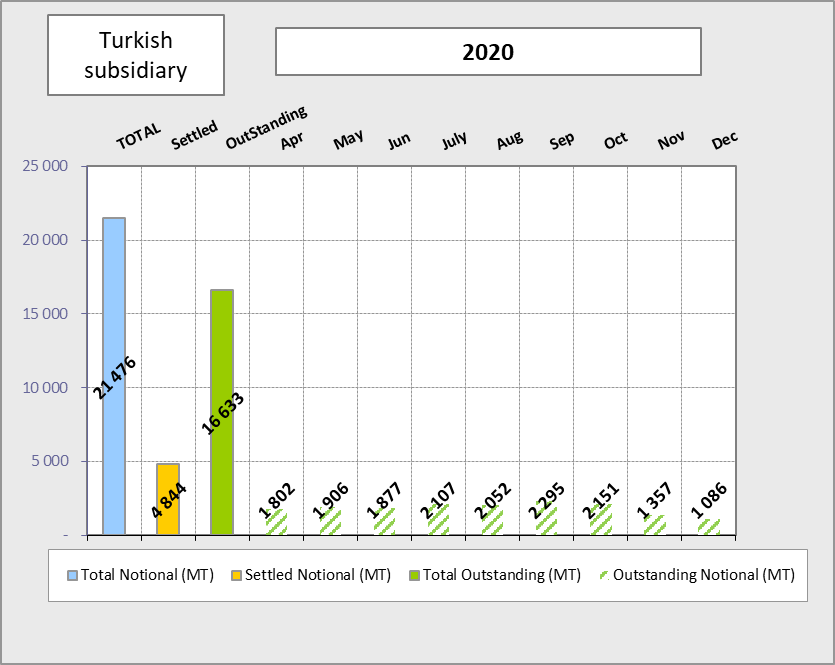 Turkish
subsidiary
2020
TOTAL Settled OutStanding Apr May Jun July Aug Sep Oct Nov Dec
25 000
20 000
15 000
10 000
5 000
-
21 476 4 844 16 633 1 802 1 906 1 877 2 107 2 052 2 295 2 151 1 357 1 086
Total Notional (MT) Settled Notional (MT) Total Outstanding (MT) Outstanding Notional (MT)